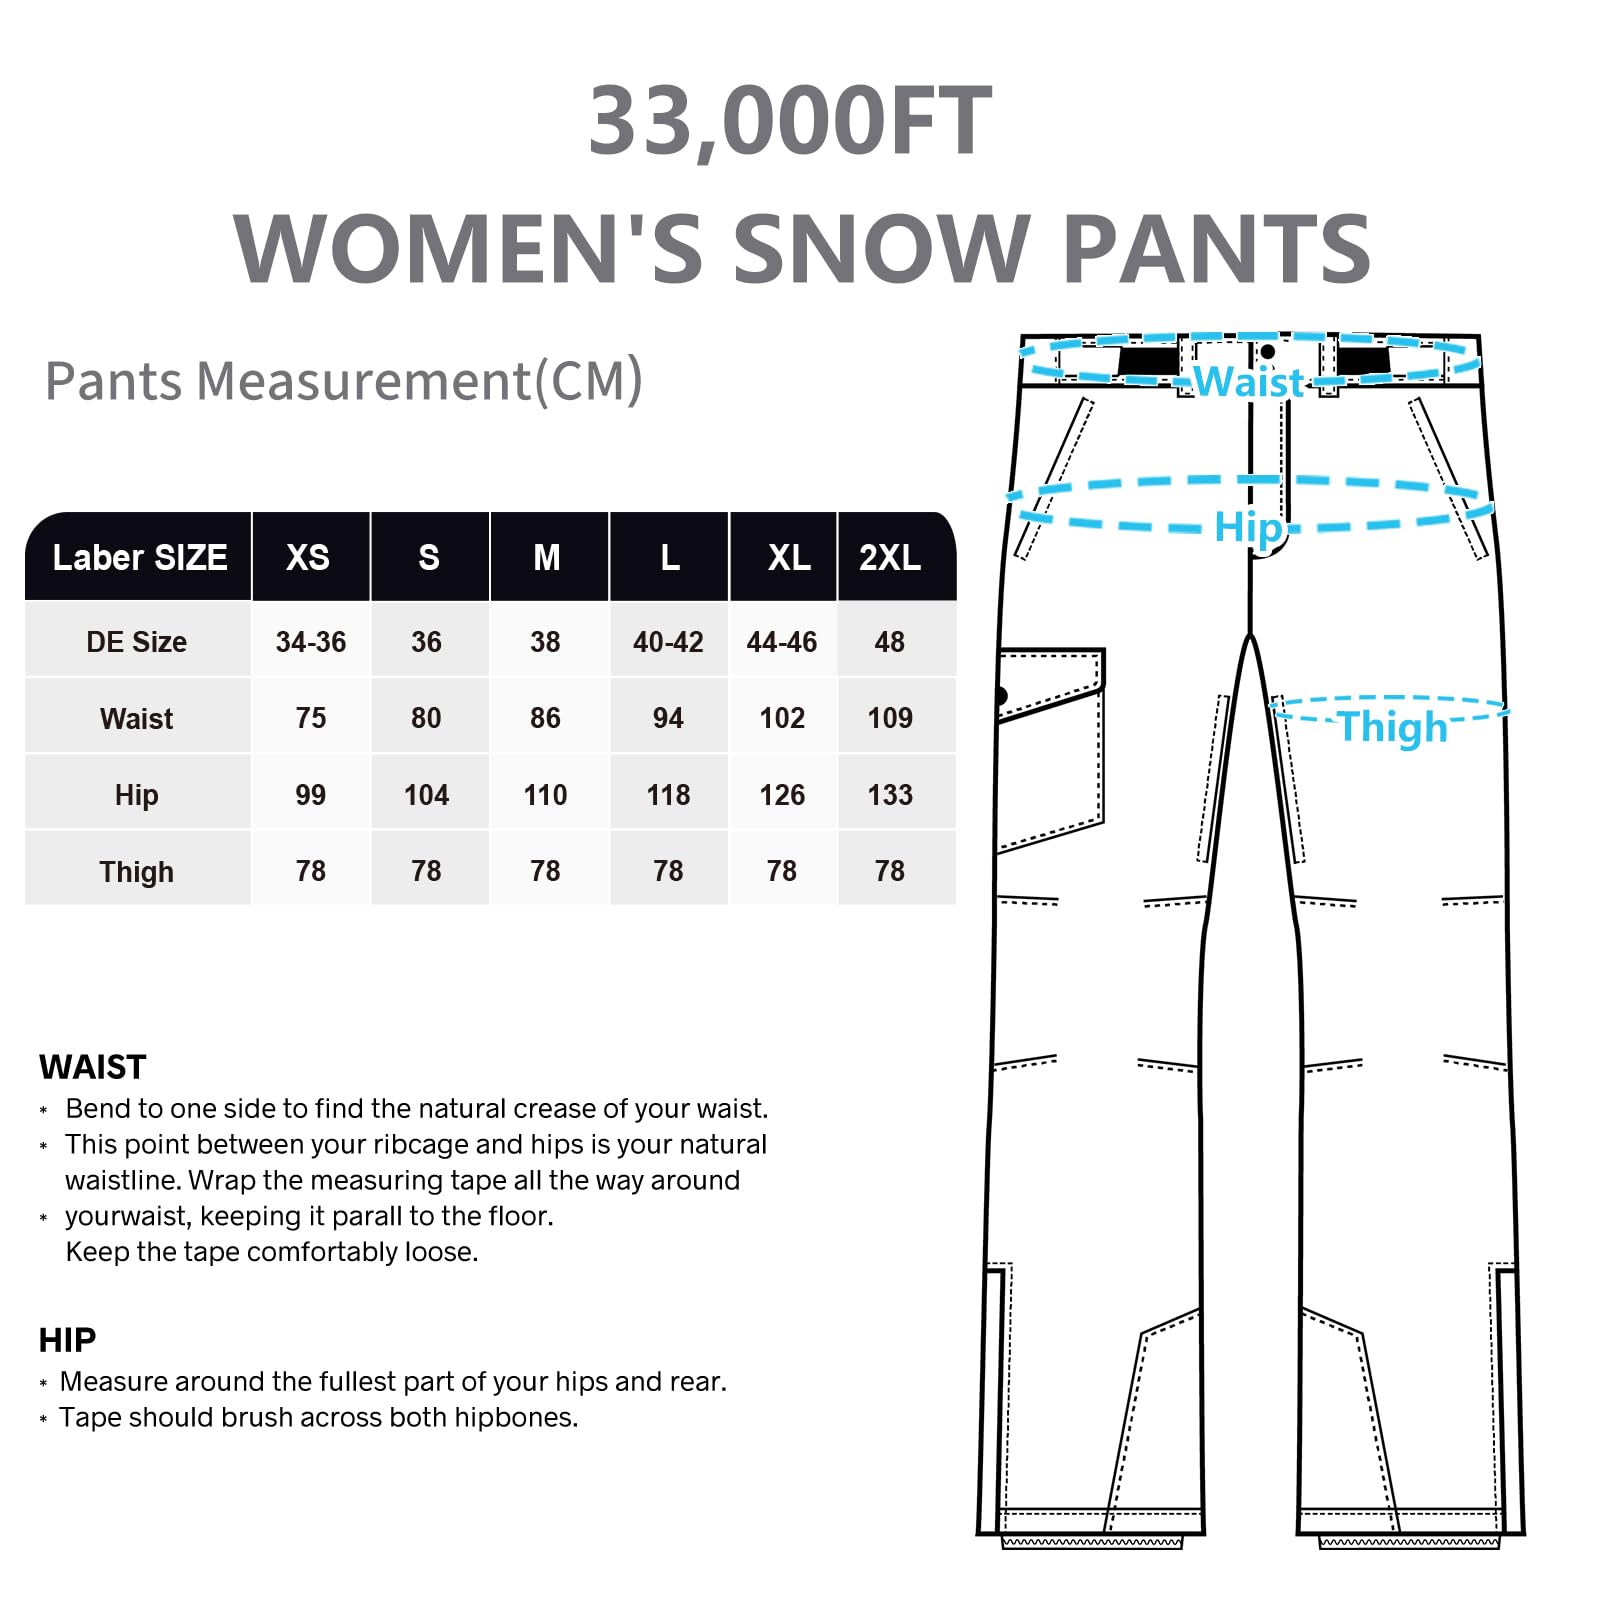 33,000FT
WOMEN'S SNOW PANTS
Pants Measurement(CM)
Laber SIZE XS S M L XL 2XL
DE Size 34-36 36 38 40-42 44-46 48
Waist 75 80 86 94 102 109
Hip 99 104 110 118 126 133
Thigh 78 78 78 78 78 78
WAIST
* Bend to one side to find the natural crease of your waist.
* This point between your ribcage and hips is your natural
waistline. Wrap the measuring tape all the way around
* yourwaist, keeping it parall to the floor.
Keep the tape comfortably loose.
HIP
* Measure around the fullest part of your hips and rear.
* Tape should brush across both hipbones.
Waist
Hip
Thigh